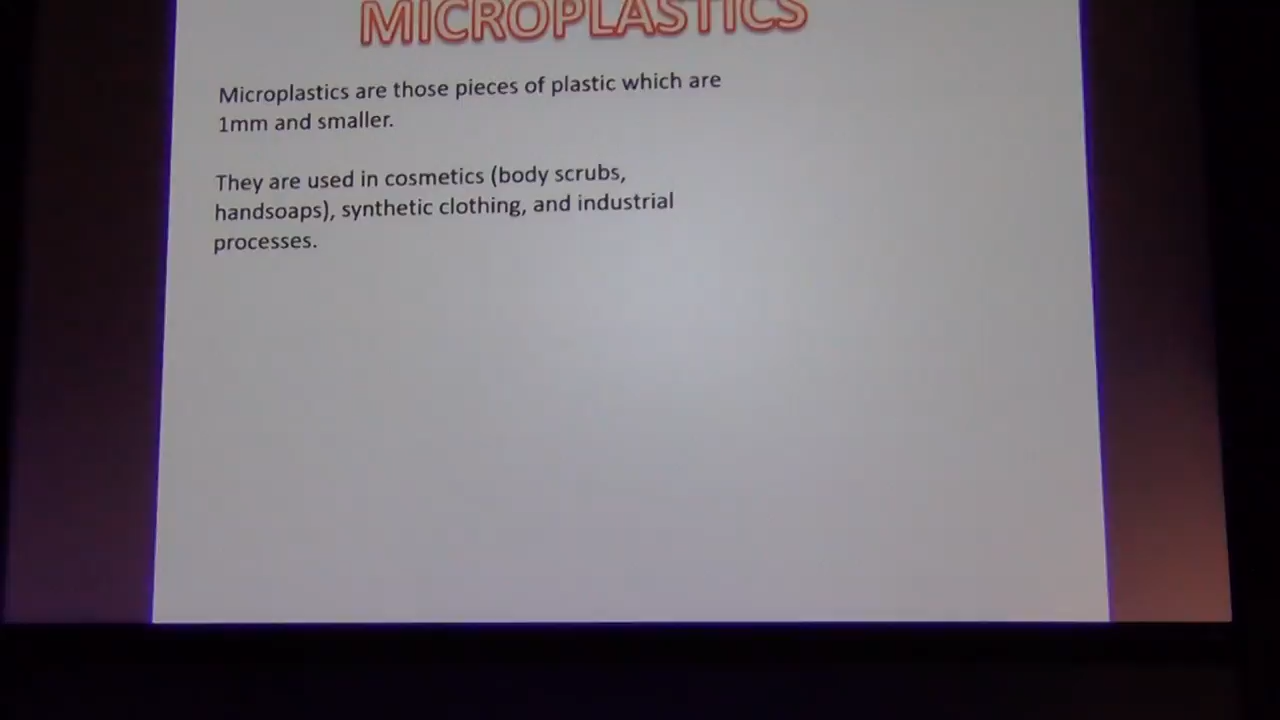 MICROPLASTICS
Microplastics are those pieces of plastic which are
1mm and smaller.
They are used in cosmetics (body scrubs,
handsoaps), synthetic clothing, and industrial
processes.